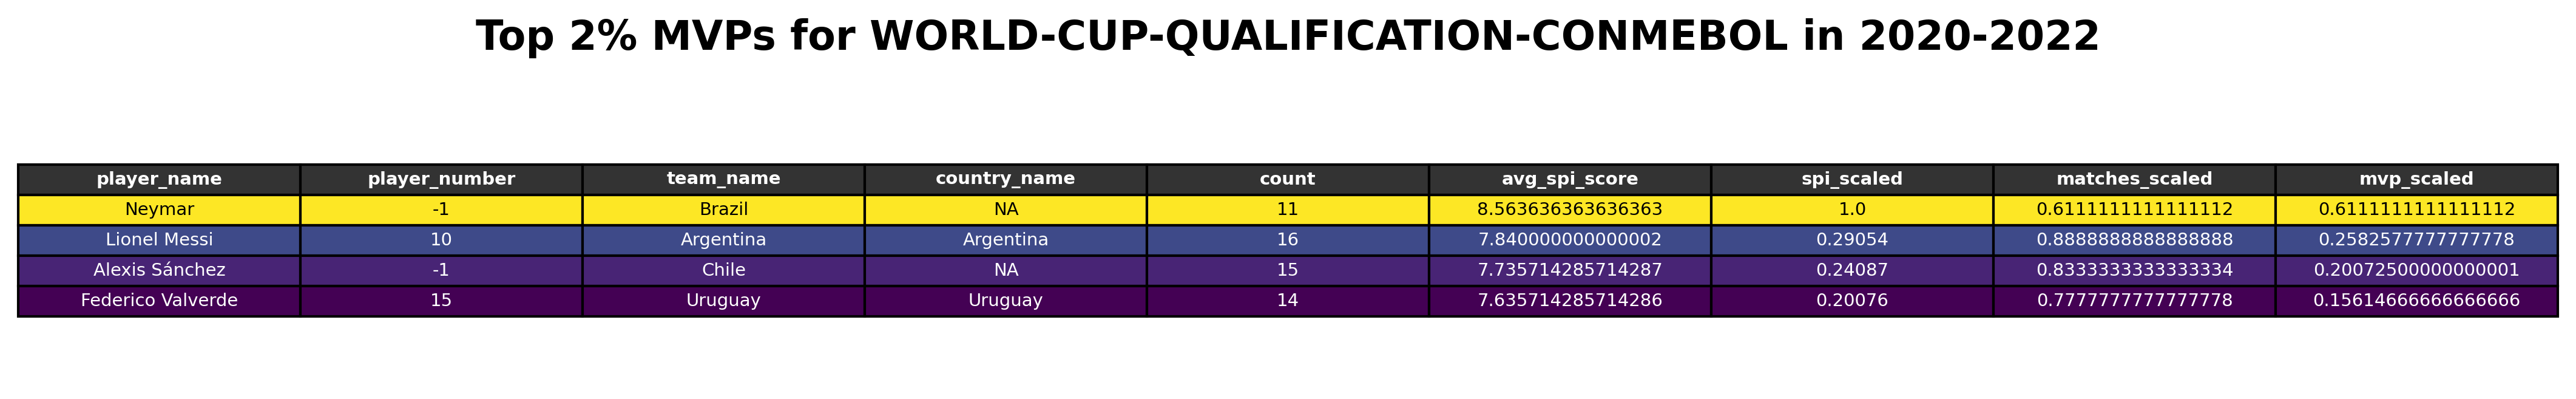 Top 2% MVPs for WORLD-CUP-QUALIFICATION-CONMEBOL in 2020-2022
player_name player_number team_name country_name count avg_spi_score spi_scaled matches_scaled mvp_scaled
Neymar -1 Brazil NA 11 8.563636363636363 1.0 0.6111111111111112 0.6111111111111112
Lionel Messi 10 Argentina Argentina 16 7.840000000000002 0.29054 0.8888888888888888 0.2582577777777778
Alexis Sánchez -1 Chile NA 15 7.735714285714287 0.24087 0.8333333333333334 0.20072500000000001
Federico Valverde 15 Uruguay Uruguay 14 7.635714285714286 0.20076 0.7777777777777778 0.15614666666666666